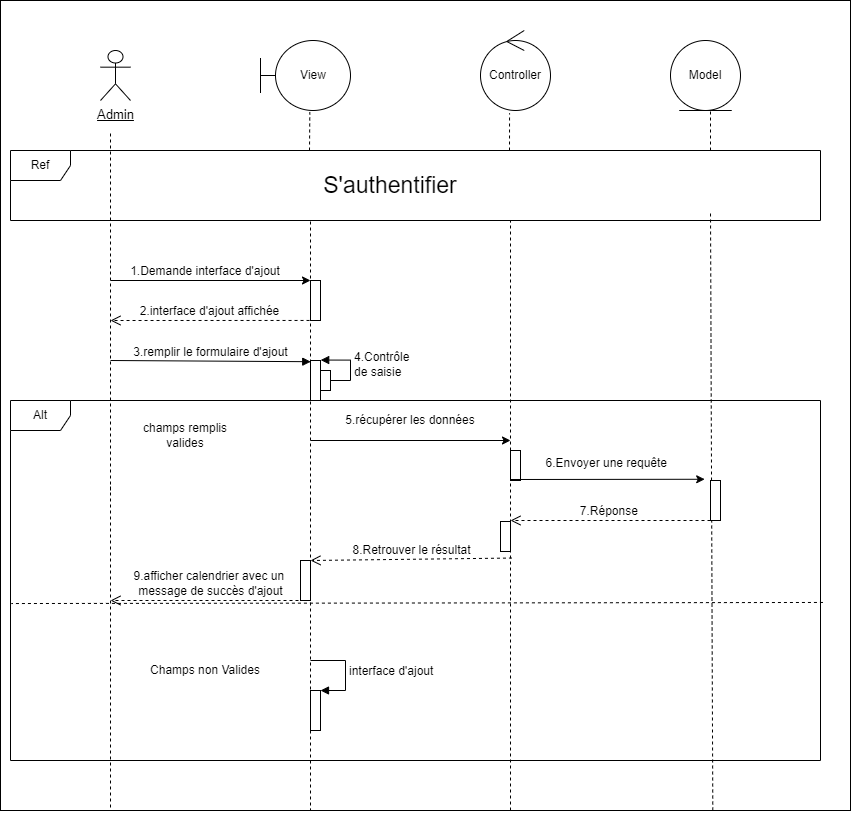 View
Controller
Model
Admin
Ref
S'authentifier
1.Demande interface d'ajout
2.interface d'ajout affichée
3.remplir le formulaire d'ajout
4.Contrôle
de saisie
Alt
champs remplis
valides
5.récupérer les données
6.Envoyer une requête
7.Réponse
8.Retrouver le résultat
9.afficher calendrier avec un
message de succès d'ajout
Champs non Valides
interface d'ajout